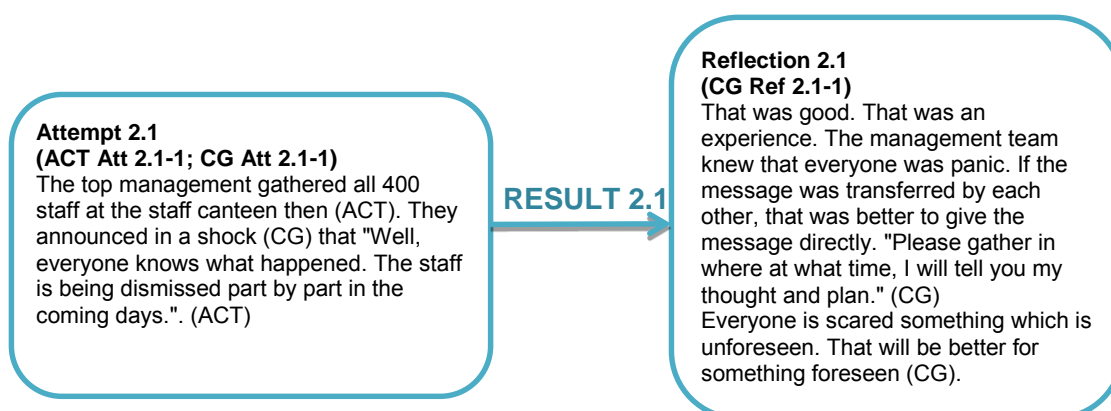 Attempt 2.1
(ACT Att 2.1-1; CG Att 2.1-1)
The top management gathered all 400
staff at the staff canteen then (ACT). They
announced in a shock (CG) that "Well,
everyone knows what happened. The staff
is being dismissed part by part in the
coming days.". (ACT)
RESULT 2.1
Reflection 2.1
(CG Ref 2.1-1)
That was good. That was an
experience. The management team
knew that everyone was panic. If the
message was transferred by each
other, that was better to give the
message directly. "Please gather in
where at what time, I will tell you my
thought and plan." (CG)
Everyone is scared something which is
unforeseen. That will be better for
something foreseen (CG).